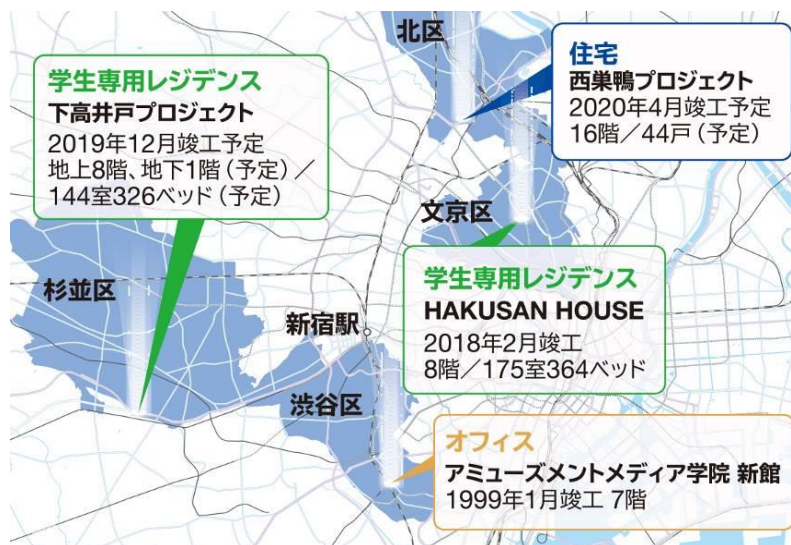 北区
住宅
西巣鴨プロジェクト
2020年4月竣工予定
16階／44戸（予定）
学生専用レジデンス
下高井戸プロジェクト
2019年12月竣工予定
地上8階、地下1階（予定）／
144室326ベッド（予定）
文京区
学生専用レジデンス
HAKUSAN HOUSE
2018年2月竣工
8階／175室364ベッド
杉並区
新宿駅
渋谷区
オフィス
アミューズメントメディア学院 新館
1999年1月竣工 7階